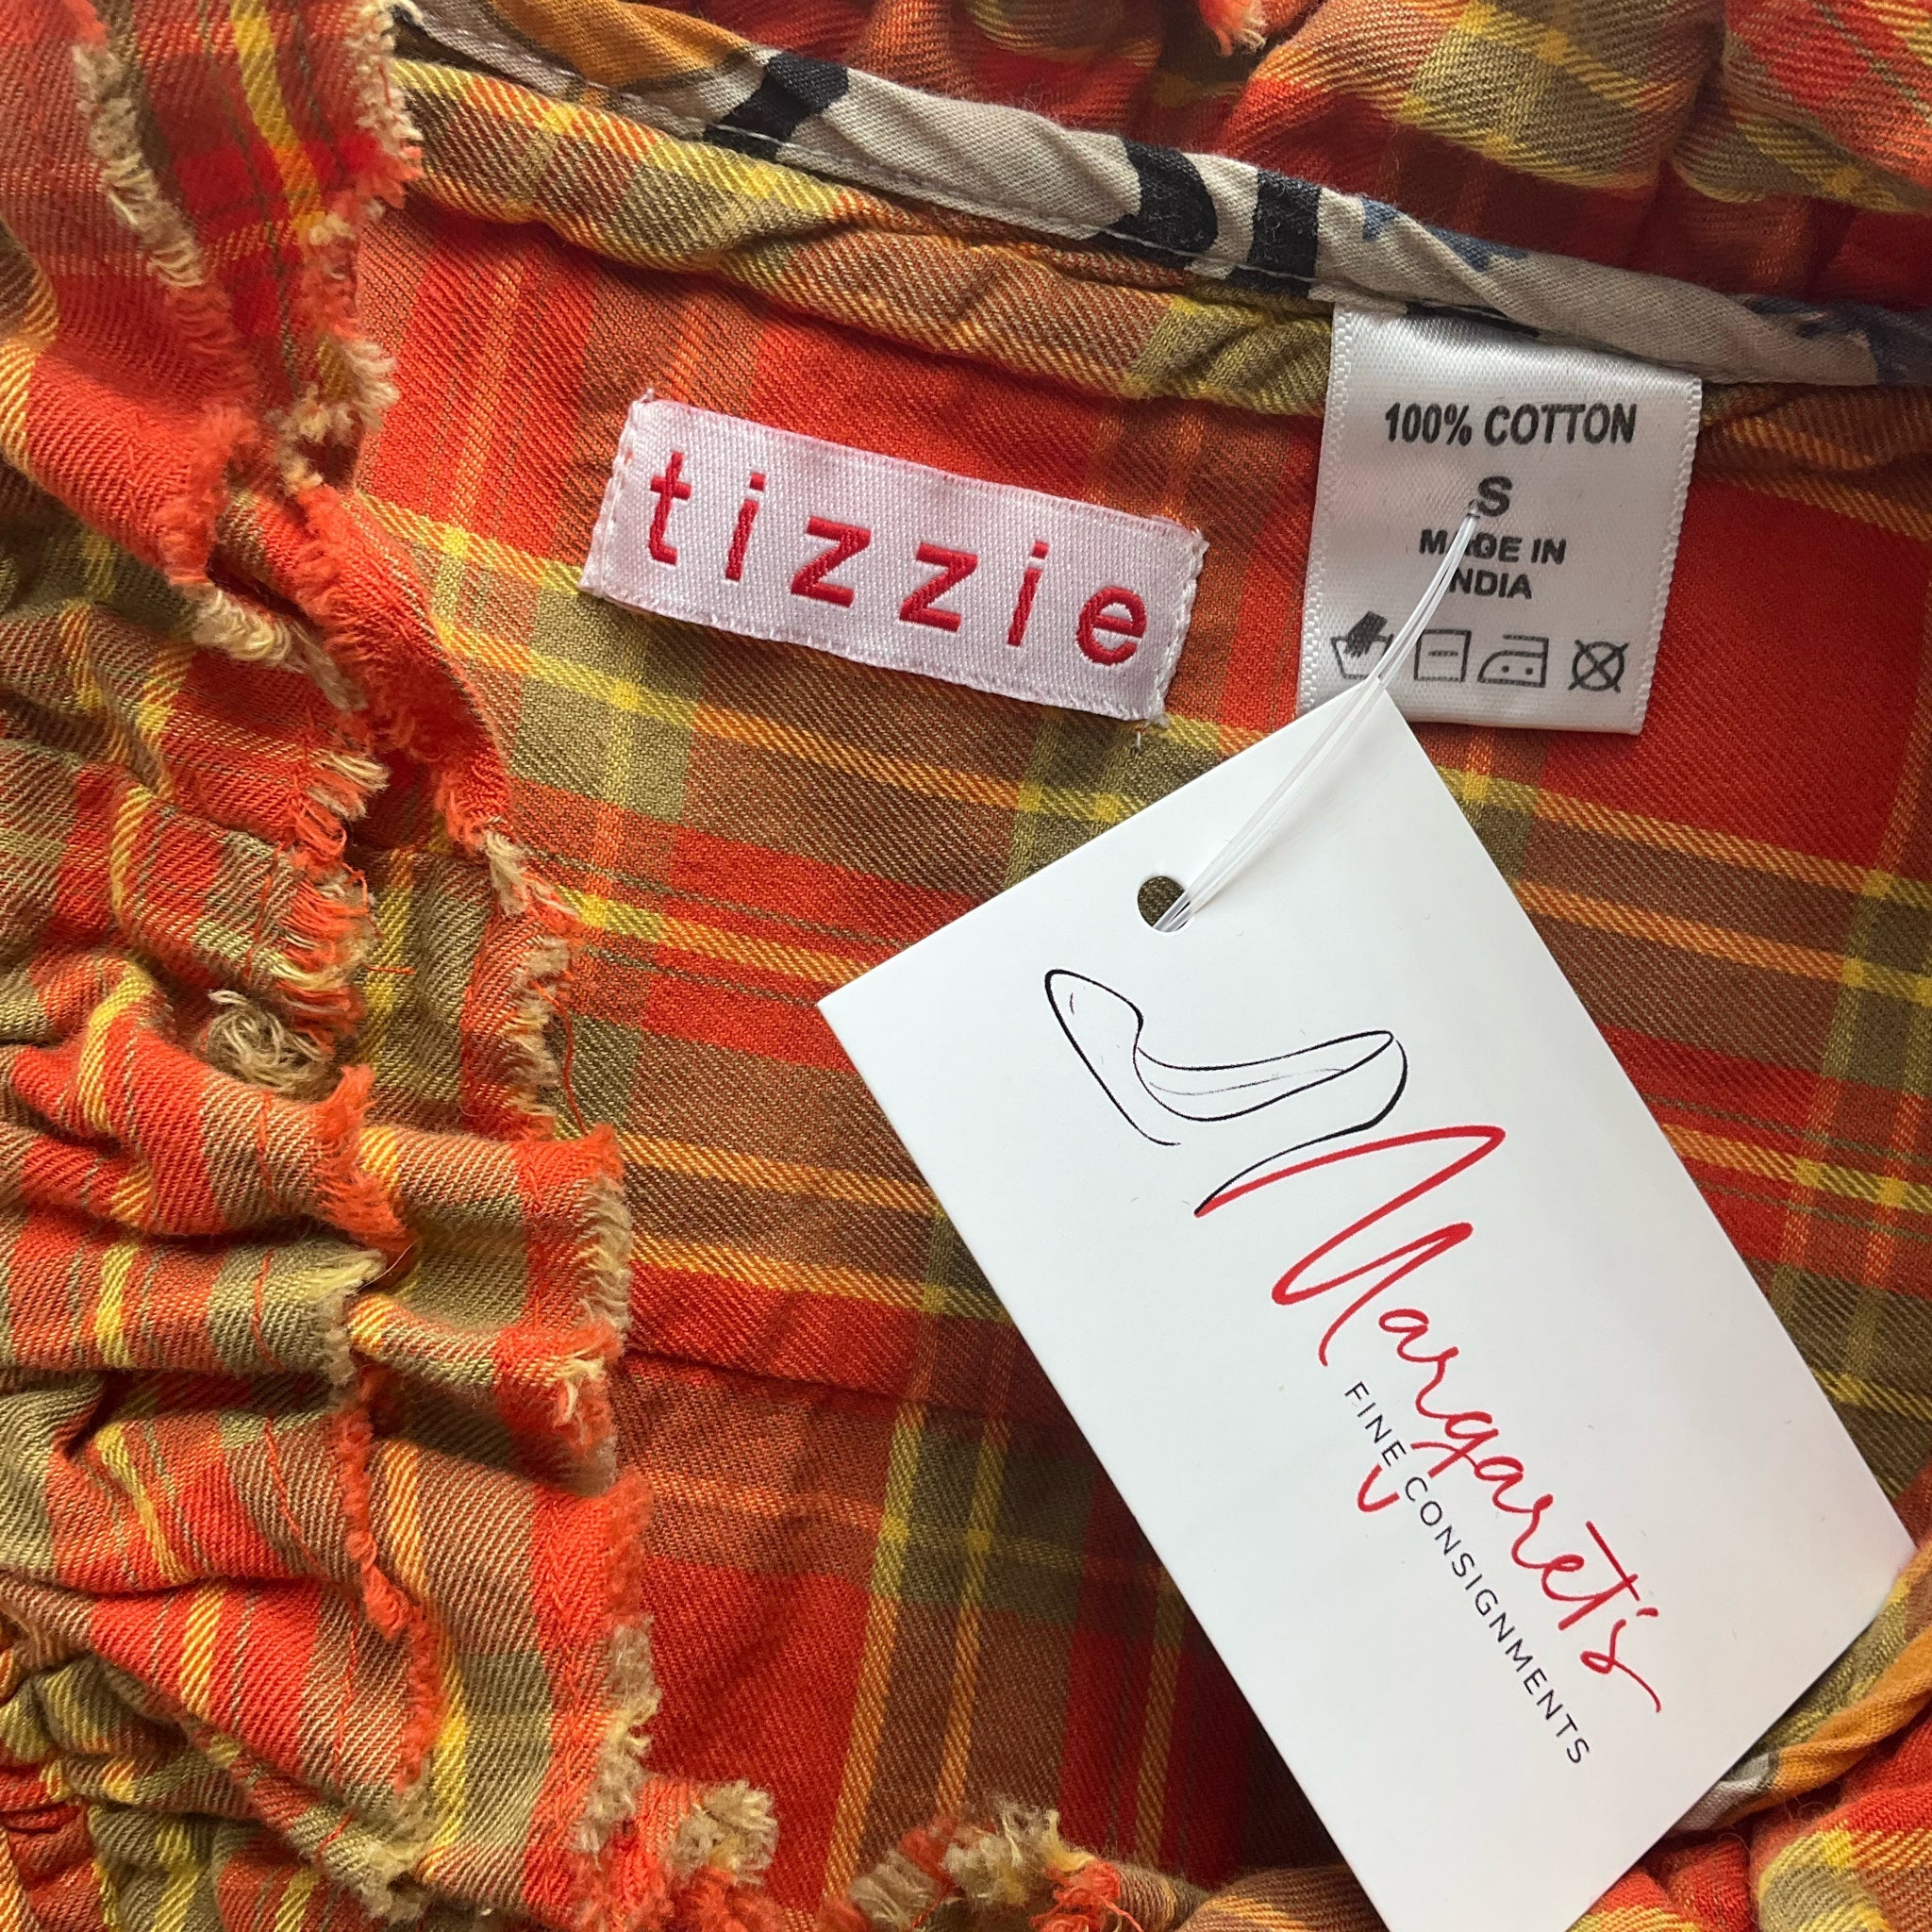 tizzie
100% COTTON
S
MADE IN
INDIA
Margaret's
FINE CONSIGNMENTS